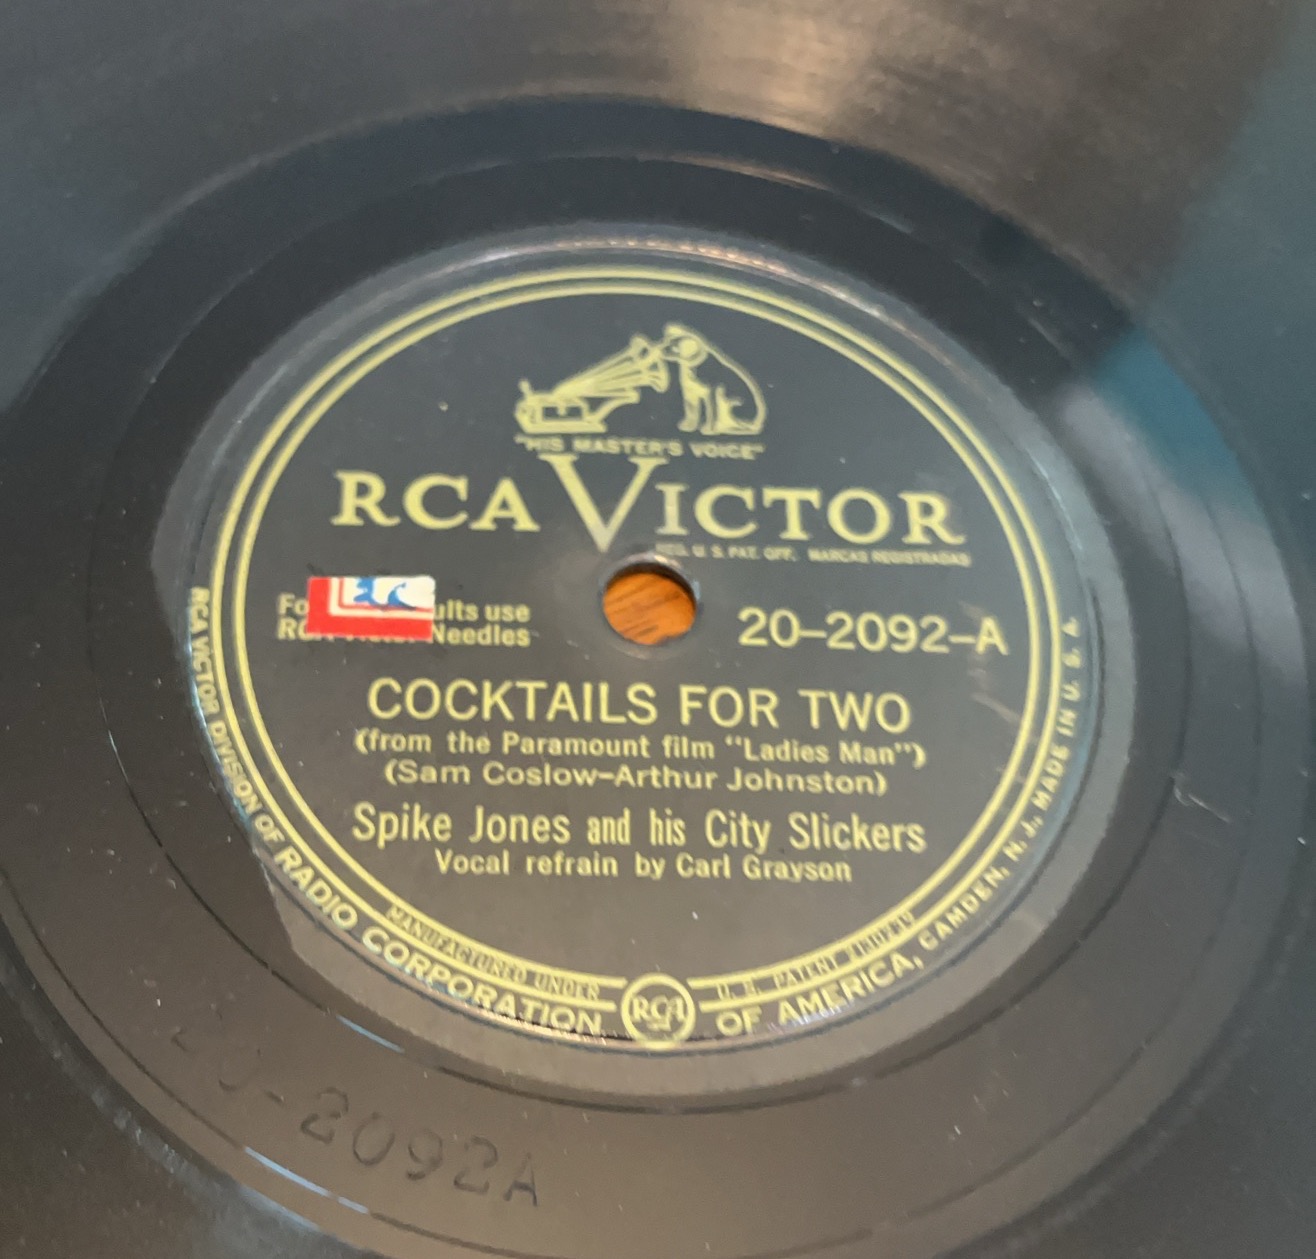 "HIS MASTER'S VOICE"
RCA VICTOR
REG. U. S. PAT. OFF. MARCAS REGISTRADAS
Fo ults use
Needles
20-2092-A
COCKTAILS FOR TWO
(from the Paramount film "Ladies Man")
(Sam Coslow-Arthur Johnston)
Spike Jones and his City Slickers
Vocal refrain by Carl Grayson
MANUFACTURED UNDER
U. S. PATENT
RCA
RCA VICTOR DIVISION OF RADIO CORPORATION OF AMERICA, CAMDEN, N. J., MADE IN U. S. A.
20-2092A